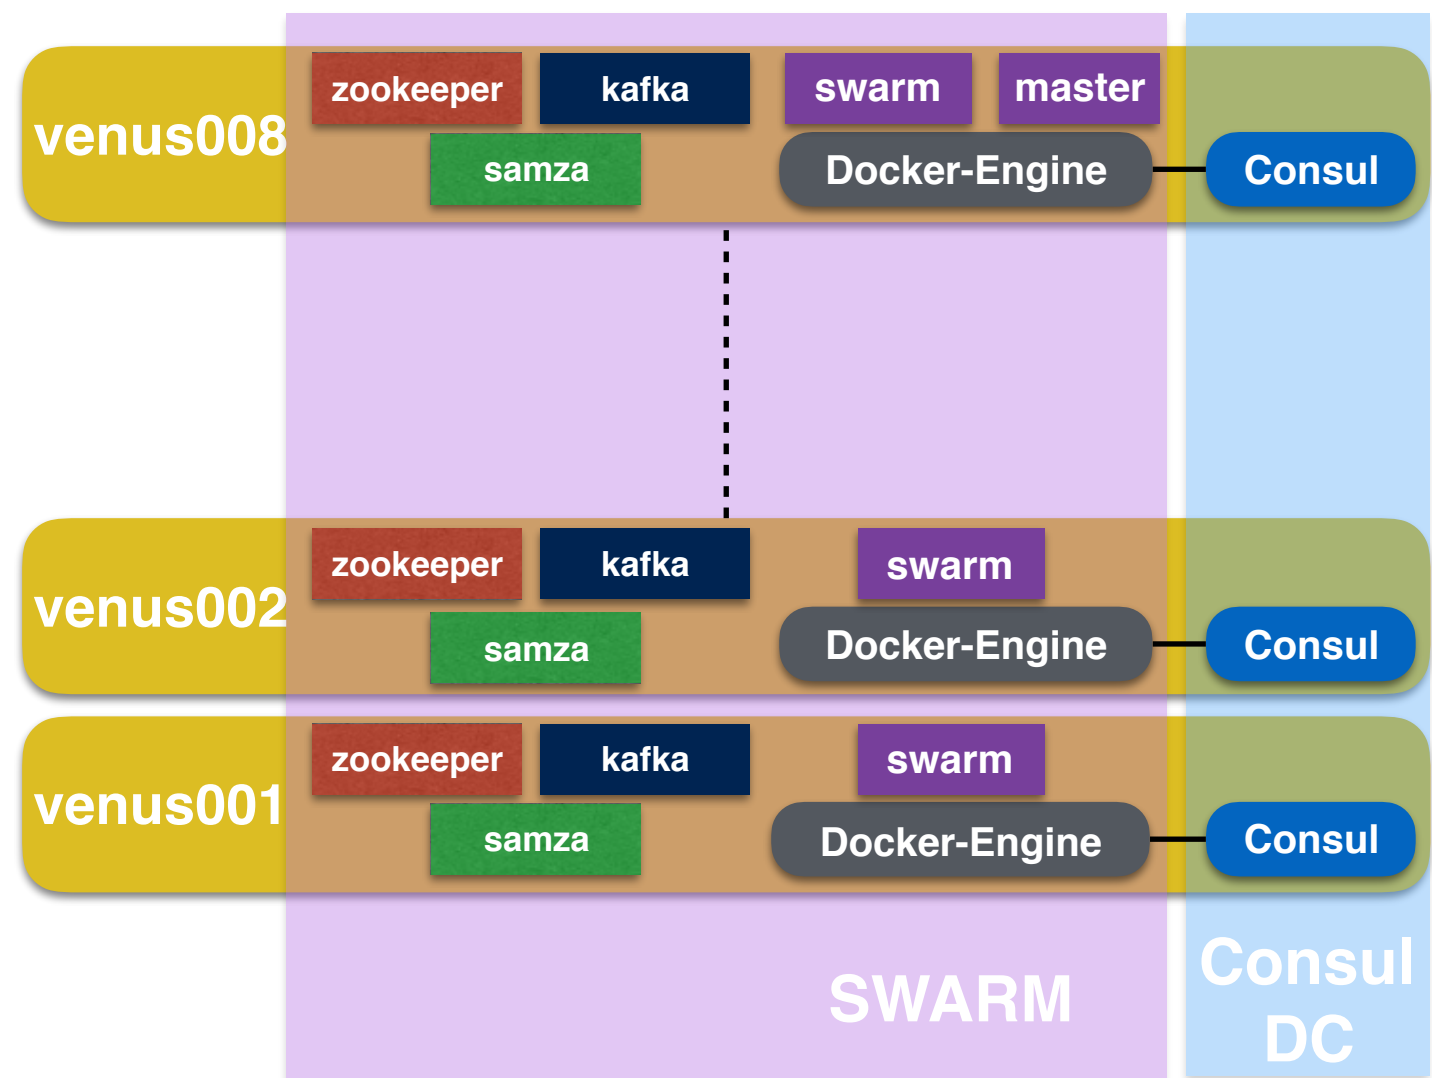 venus008
zookeeper
kafka
swarm
master
samza
Docker-Engine
Consul
venus002
zookeeper
kafka
swarm
samza
Docker-Engine
Consul
venus001
zookeeper
kafka
swarm
samza
Docker-Engine
Consul
SWARM
Consul
DC